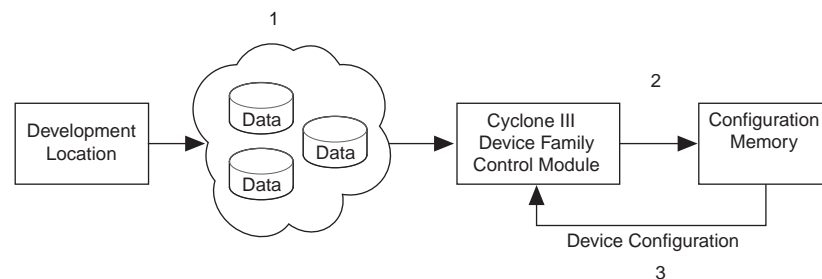 1
Development
Location
Data
Data
Data
Cyclone III
Device Family
Control Module
2
Configuration
Memory
Device Configuration
3